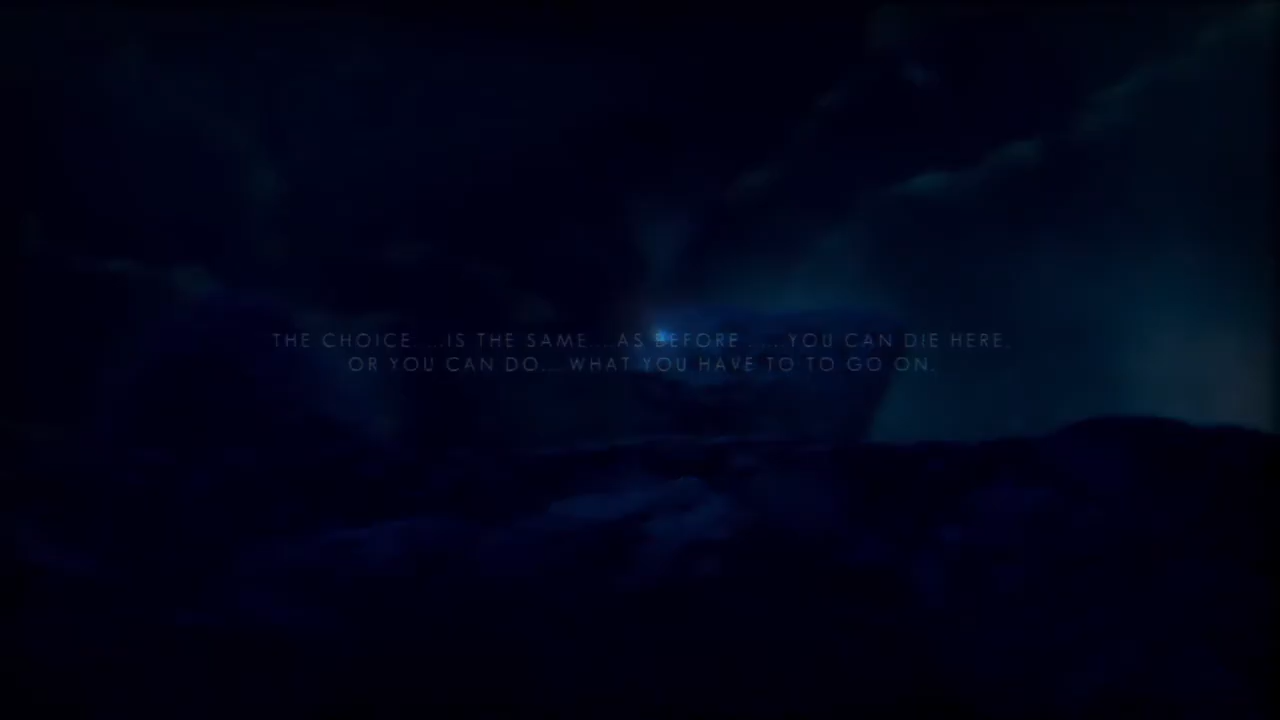 THE CHOICE ....IS THE SAME....AS BEFORE .....YOU CAN DIE HERE,
OR YOU CAN DO....WHAT YOU HAVE TO TO GO ON.